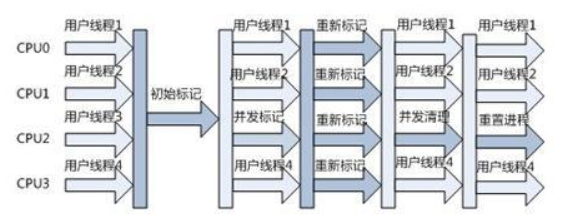 用户线程1 用户线程1 重新标记 用户线程1 用户线程1
CPU0
用户线程2 用户线程2 重新标记 用户线程2 用户线程2
CPU1 初始标记
用户线程3 并发标记 重新标记 并发清理 重置进程
CPU2
用户线程4 用户线程4 重新标记 用户线程4 用户线程4
CPU3